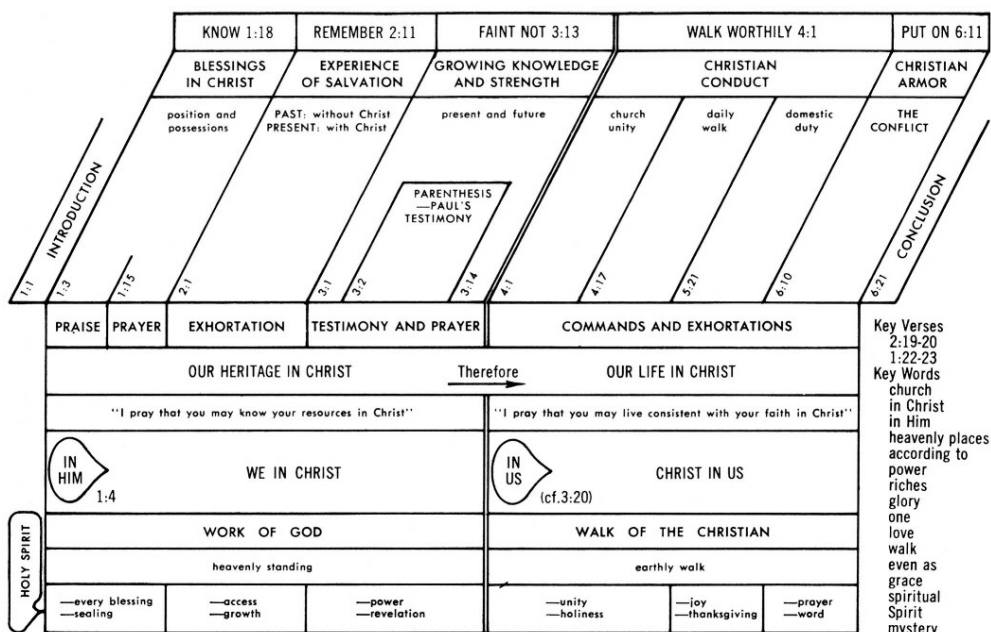 KNOW 1:18
REMEMBER 2:11
FAINT NOT 3:13
WALK WORTHILY 4:1
PUT ON 6:11
BLESSINGS
IN CHRIST
EXPERIENCE
OF SALVATION
GROWING KNOWLEDGE
AND STRENGTH
CHRISTIAN
CONDUCT
CHRISTIAN
ARMOR
position and
possessions
PAST: without Christ
PRESENT: with Christ
present and future
church
unity
daily
walk
domestic
duty
THE
CONFLICT
PARENTHESIS
—PAUL'S
TESTIMONY
INTRODUCTION
CONCLUSION
1:1
1:3
1:15
2:1
3:1
3:2
3:14
4:1
4:17
5:21
6:10
6:21
PRAISE
PRAYER
EXHORTATION
TESTIMONY AND PRAYER
COMMANDS AND EXHORTATIONS
OUR HERITAGE IN CHRIST
Therefore
OUR LIFE IN CHRIST
"I pray that you may know your resources in Christ"
"I pray that you may live consistent with your faith in Christ"
IN
HIM
1:4
WE IN CHRIST
IN
US
(cf.3:20)
CHRIST IN US
WORK OF GOD
WALK OF THE CHRISTIAN
heavenly standing
earthly walk
HOLY SPIRIT
—every blessing
—sealing
—access
—growth
—power
—revelation
—unity
—holiness
—joy
—thanksgiving
—prayer
—word
Key Verses
2:19-20
1:22-23
Key Words
church
in Christ
in Him
heavenly places
according to
power
riches
glory
one
love
walk
even as
grace
spiritual
Spirit
mystery